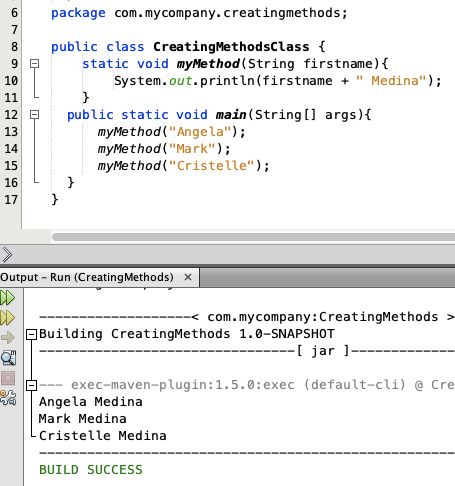 6 package com.mycompany.creatingmethods;
7
8 public class CreatingMethodsClass {
9 static void myMethod(String firstname){
10 System.out.println(firstname + " Medina");
11 }
12 public static void main(String[] args){
13 myMethod("Angela");
14 myMethod("Mark");
15 myMethod("Cristelle");
16 }
17 }
Output – Run (CreatingMethods) ×
-------------------< com.mycompany:CreatingMethods >
Building CreatingMethods 1.0-SNAPSHOT
--------------------------------[ jar ]-------------
--- exec-maven-plugin:1.5.0:exec (default-cli) @ Cre
Angela Medina
Mark Medina
Cristelle Medina
----------------------------------------------------
BUILD SUCCESS